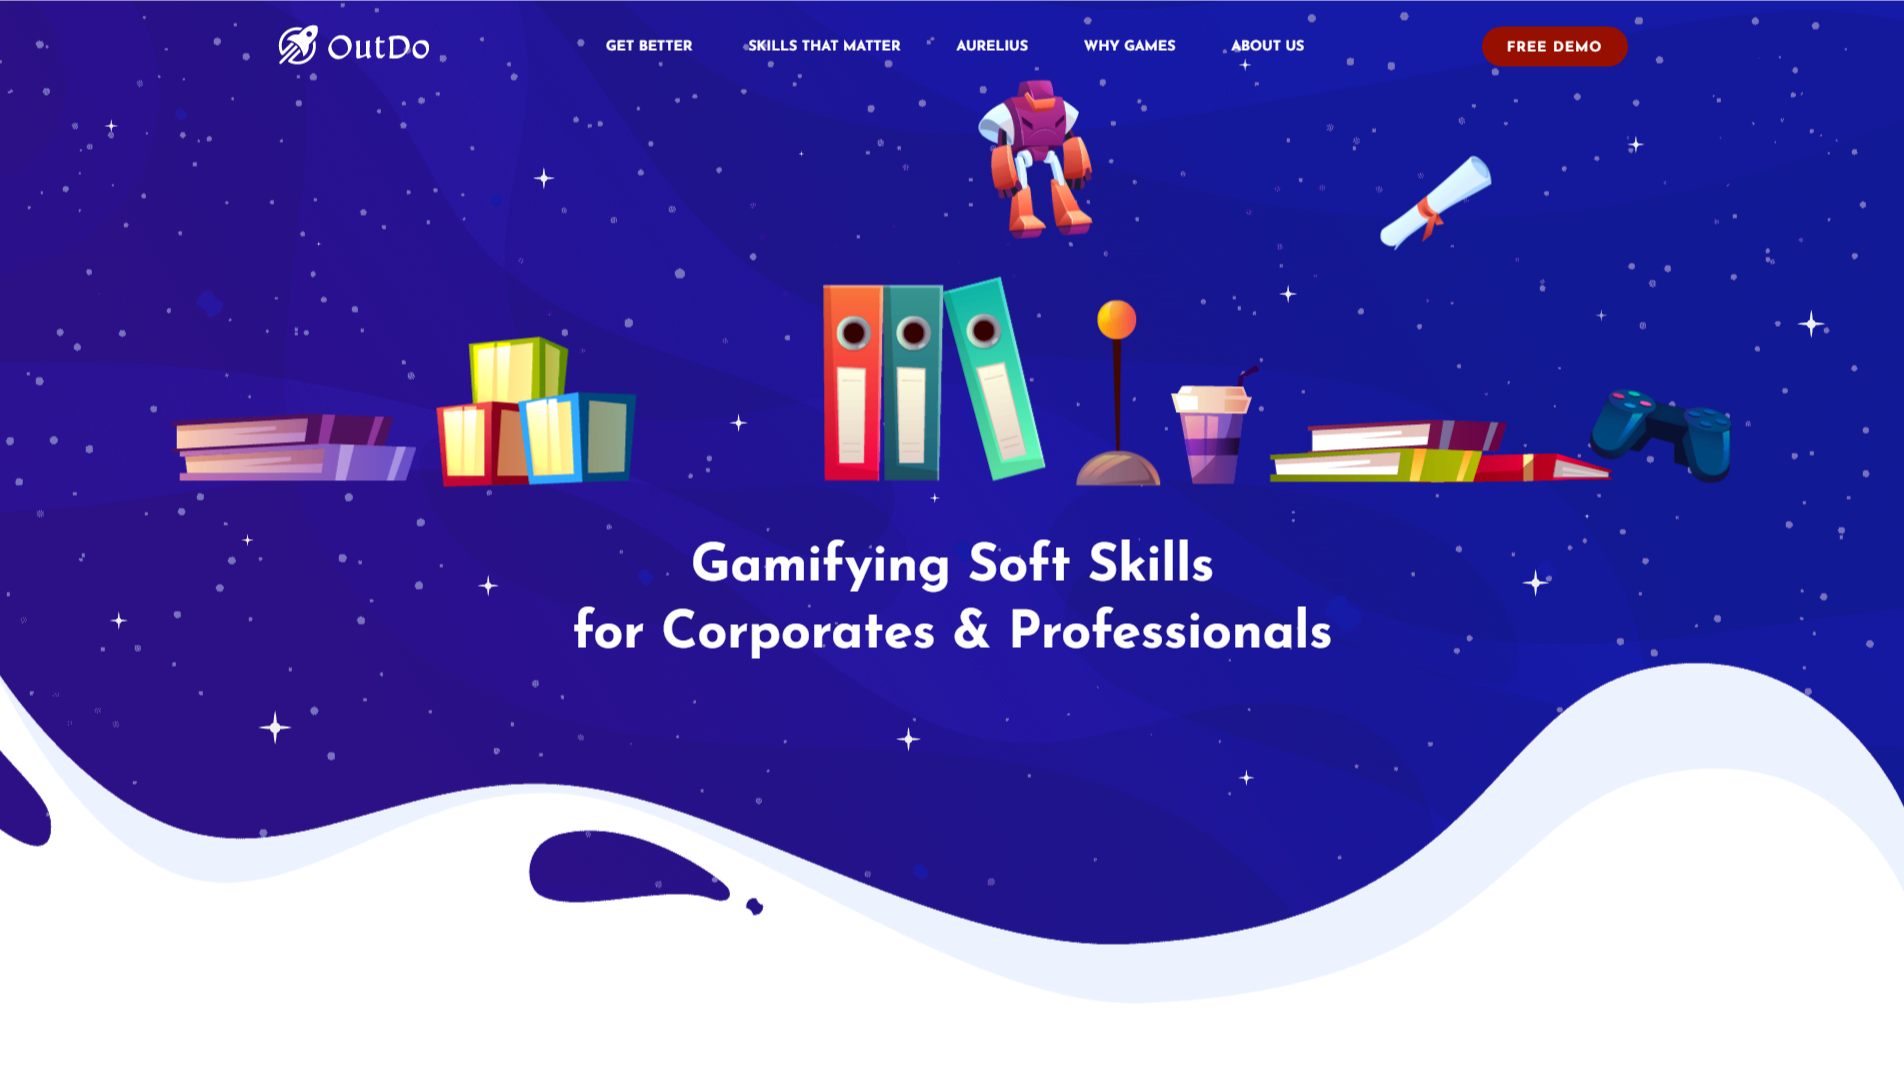 OutDo
GET BETTER
SKILLS THAT MATTER
AURELIUS
WHY GAMES
ABOUT US
FREE DEMO
Gamifying Soft Skills
for Corporates & Professionals